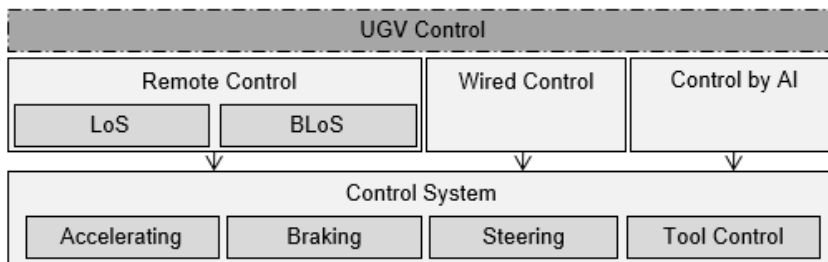 UGV Control
Remote Control
Wired Control
Control by AI
LoS
BLoS
Control System
Accelerating
Braking
Steering
Tool Control